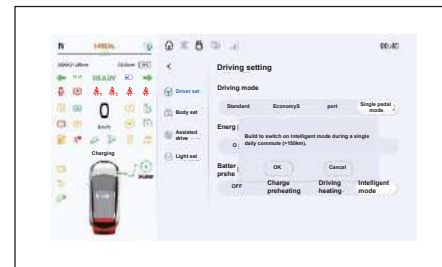 N
00:40
READY
0
km/h
Charging
Driver set
Body set
Assisted drive
Light set
Driving setting
Driving mode
Standard EconomyS port Single pedal mode
Energ
Build to switch on Intelligent mode during a single
daily commute (>150km).
OK Cancel
Batter
prehe
OFF Charge preheating Driving heating Intelligent mode